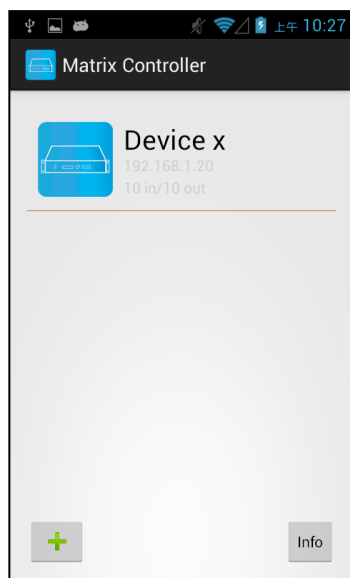 上午 10:27
Matrix Controller
Device x
192.168.1.20
10 in/10 out
Info